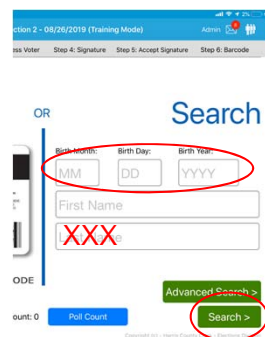 ction 2 - 08/26/2019 (Training Mode) Admin
ess Voter Step 4: Signature Step 5: Accept Signature Step 6: Barcode
OR Search
Birth Month: Birth Day: Birth Year:
MM DD YYYY
First Name
Last Name
XXX
ODE
Advanced Search >
ount: 0 Poll Count Search >